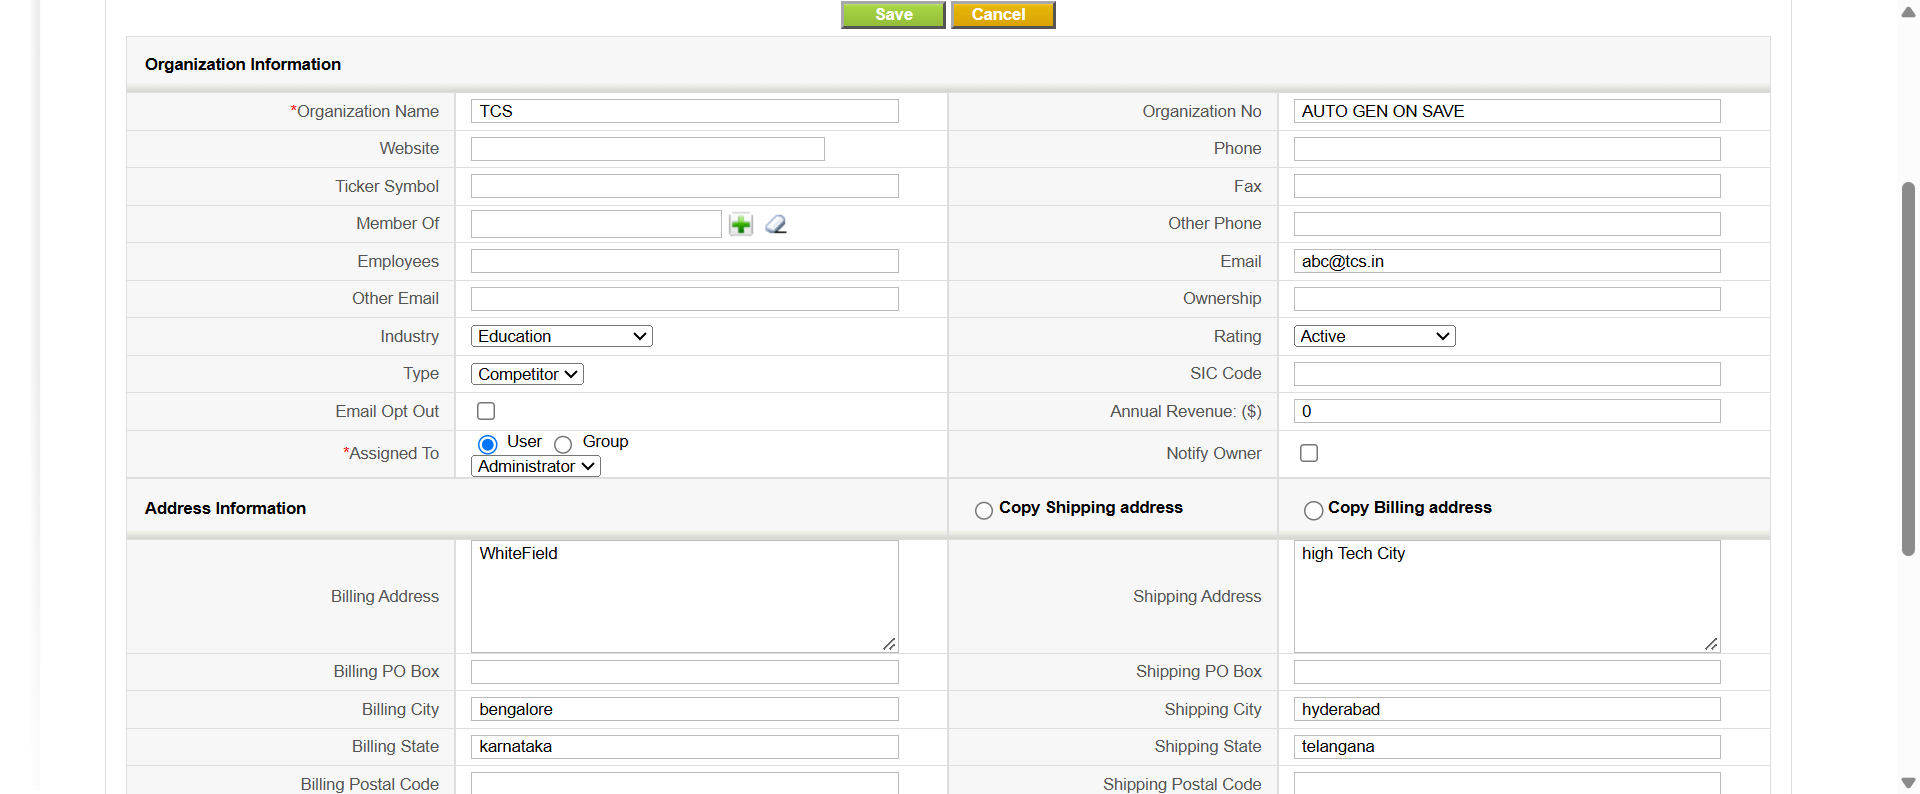 Save Cancel
Organization Information
*Organization Name TCS Organization No AUTO GEN ON SAVE
Website Phone
Ticker Symbol Fax
Member Of Other Phone
Employees Email abc@tcs.in
Other Email Ownership
Industry Education Rating Active
Type Competitor SIC Code
Email Opt Out Annual Revenue: ($) 0
*Assigned To User Group Notify Owner
Administrator
Address Information Copy Shipping address Copy Billing address
Billing Address WhiteField Shipping Address high Tech City
Billing PO Box Shipping PO Box
Billing City bengalore Shipping City hyderabad
Billing State karnataka Shipping State telangana
Billing Postal Code Shipping Postal Code